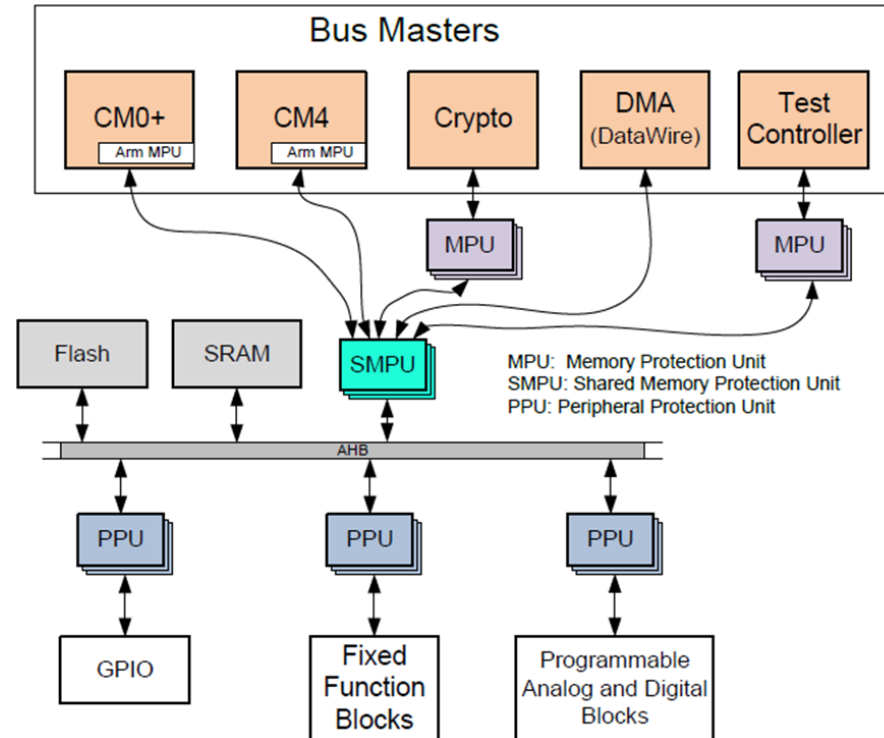 Bus Masters
CM0+
Arm MPU
CM4
Arm MPU
Crypto
DMA
(DataWire)
Test
Controller
MPU
MPU
Flash
SRAM
SMPU
MPU: Memory Protection Unit
SMPU: Shared Memory Protection Unit
PPU: Peripheral Protection Unit
AHB
PPU
PPU
PPU
GPIO
Fixed
Function
Blocks
Programmable
Analog and Digital
Blocks